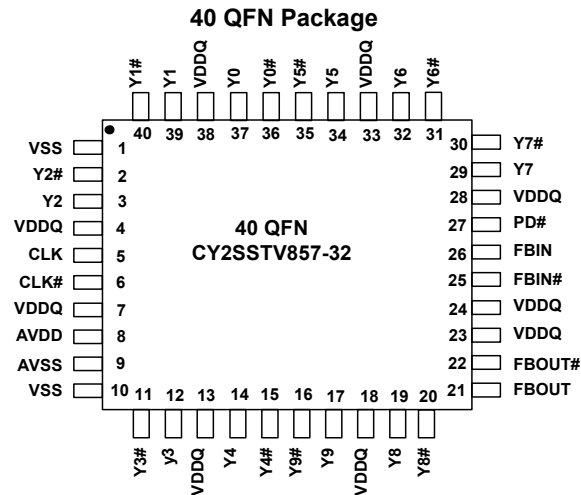 40 QFN Package
Y1#
Y1
VDDQ
Y0
Y0#
Y5#
Y5
VDDQ
Y6
Y6#
40 39 38 37 36 35 34 33 32 31
VSS 1
Y2# 2
Y2 3
VDDQ 4
CLK 5
CLK# 6
VDDQ 7
AVDD 8
AVSS 9
VSS 10
40 QFN
CY2SSTV857-32
30 Y7#
29 Y7
28 VDDQ
27 PD#
26 FBIN
25 FBIN#
24 VDDQ
23 VDDQ
22 FBOUT#
21 FBOUT
11 12 13 14 15 16 17 18 19 20
Y3#
y3
VDDQ
Y4
Y4#
Y9#
Y9
VDDQ
Y8
Y8#